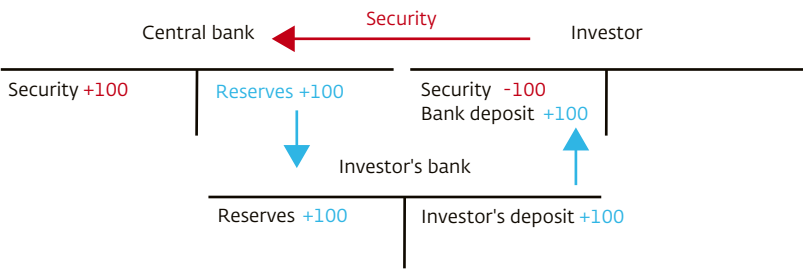 Security
Central bank
Investor
Security +100
Reserves +100
Security -100
Bank deposit +100
Investor's bank
Reserves +100
Investor's deposit +100